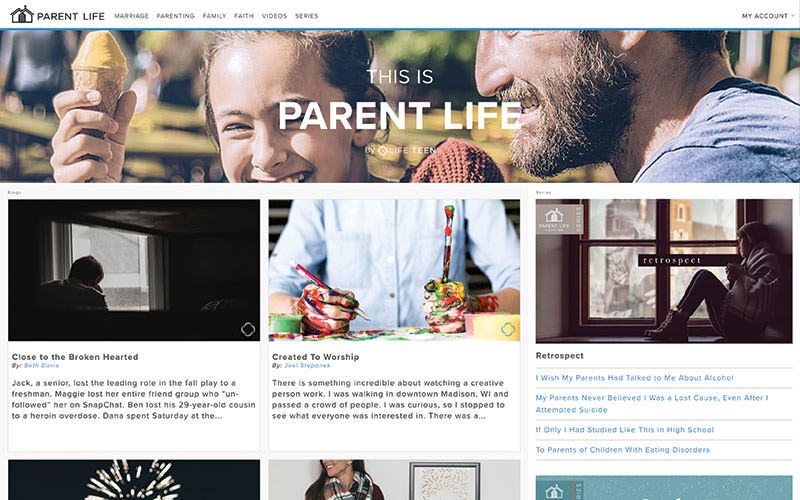 PARENT LIFE
MARRIAGE PARENTING FAMILY FAITH VIDEOS SERIES
MY ACCOUNT
THIS IS
PARENT LIFE
By LIFE TEEN
Blogs
Series
Close to the Broken Hearted
By: Beth Davis
Jack, a senior, lost the leading role in the fall play to a
freshman. Maggie lost her entire friend group who “un-
followed” her on SnapChat. Ben lost his 29-year-old cousin
to a heroin overdose. Dana spent Saturday at the...
Created To Worship
By: Joel Stepanek
There is something incredible about watching a creative
person work. I was walking in downtown Madison, WI and
passed a crowd of people. I was curious, so I stopped to
see what everyone was interested in. There was a...
PARENT LIFE
SERIES
retrospect
Retrospect
I Wish My Parents Had Talked to Me About Alcohol
My Parents Never Believed I Was a Lost Cause, Even After I
Attempted Suicide
If Only I Had Studied Like This in High School
To Parents of Children With Eating Disorders